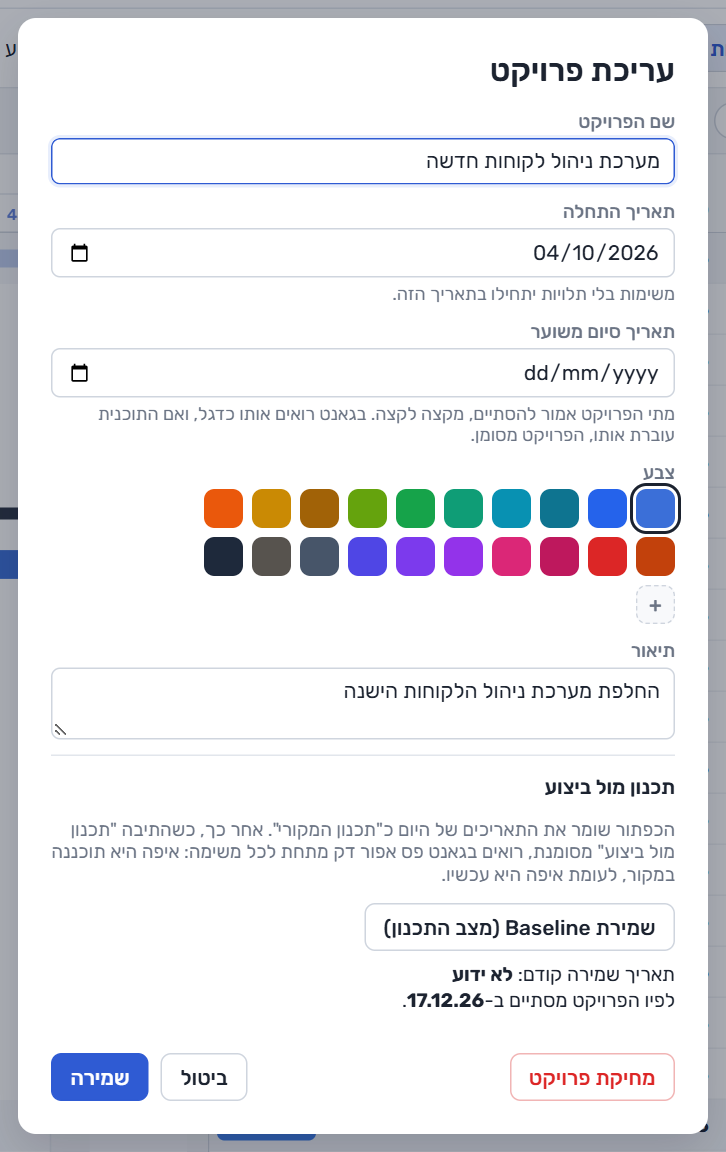 עריכת פרויקט
שם הפרויקט
מערכת ניהול לקוחות חדשה
תאריך התחלה
04/10/2026
משימות בלי תלויות יתחילו בתאריך הזה.
תאריך סיום משוער
dd/mm/yyyy
מתי הפרויקט אמור להסתיים, מקצה לקצה. בגאנט רואים אותו כדגל, ואם התוכנית
עוברת אותו, הפרויקט מסומן.
צבע
+
תיאור
החלפת מערכת ניהול הלקוחות הישנה
תכנון מול ביצוע
הכפתור שומר את התאריכים של היום כ"תכנון המקורי". אחר כך, כשהתיבה "תכנון
מול ביצוע" מסומנת, רואים בגאנט פס אפור דק מתחת לכל משימה: איפה היא תוכננה
במקור, לעומת איפה היא עכשיו.
שמירת Baseline (מצב התכנון)
תאריך שמירה קודם: לא ידוע
לפיו הפרויקט מסתיים ב-17.12.26.
מחיקת פרויקט
ביטול
שמירה